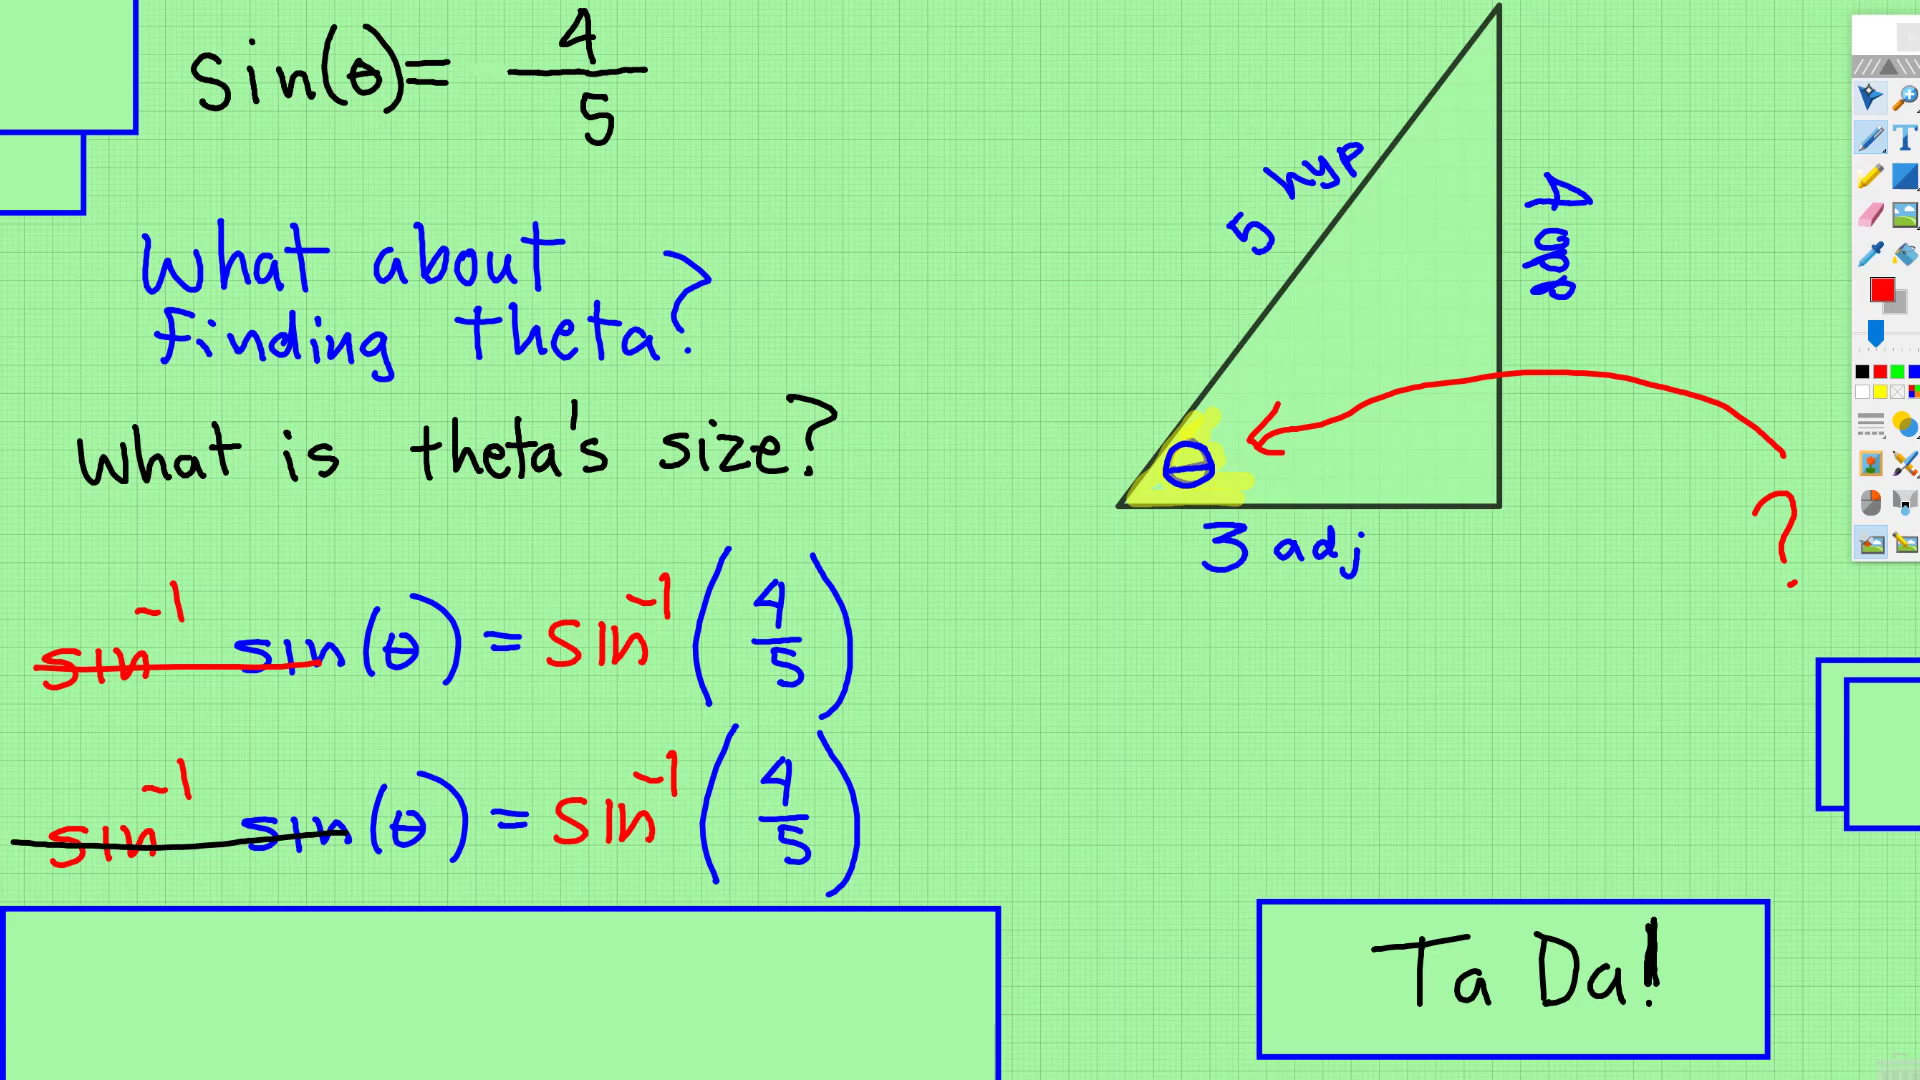 sin(θ)= 4/5
What about
finding theta?
What is theta's size?
5 hyp
4 opp
θ
3 adj
?
sin⁻¹ sin(θ) = sin⁻¹(4/5)
sin⁻¹ sin(θ) = sin⁻¹(4/5)
Ta Da!